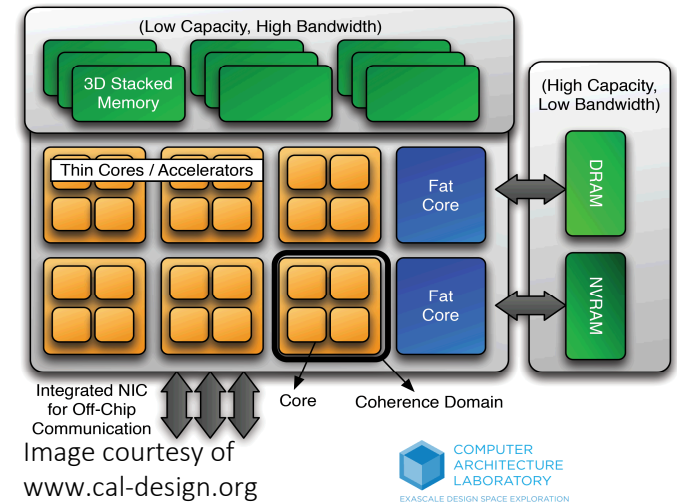 (Low Capacity, High Bandwidth)
3D Stacked
Memory
(High Capacity,
Low Bandwidth)
Thin Cores / Accelerators
Fat
Core
DRAM
Fat
Core
NVRAM
Integrated NIC
for Off-Chip
Communication
Core
Coherence Domain
Image courtesy of
www.cal-design.org
COMPUTER
ARCHITECTURE
LABORATORY
EXASCALE DESIGN SPACE EXPLORATION